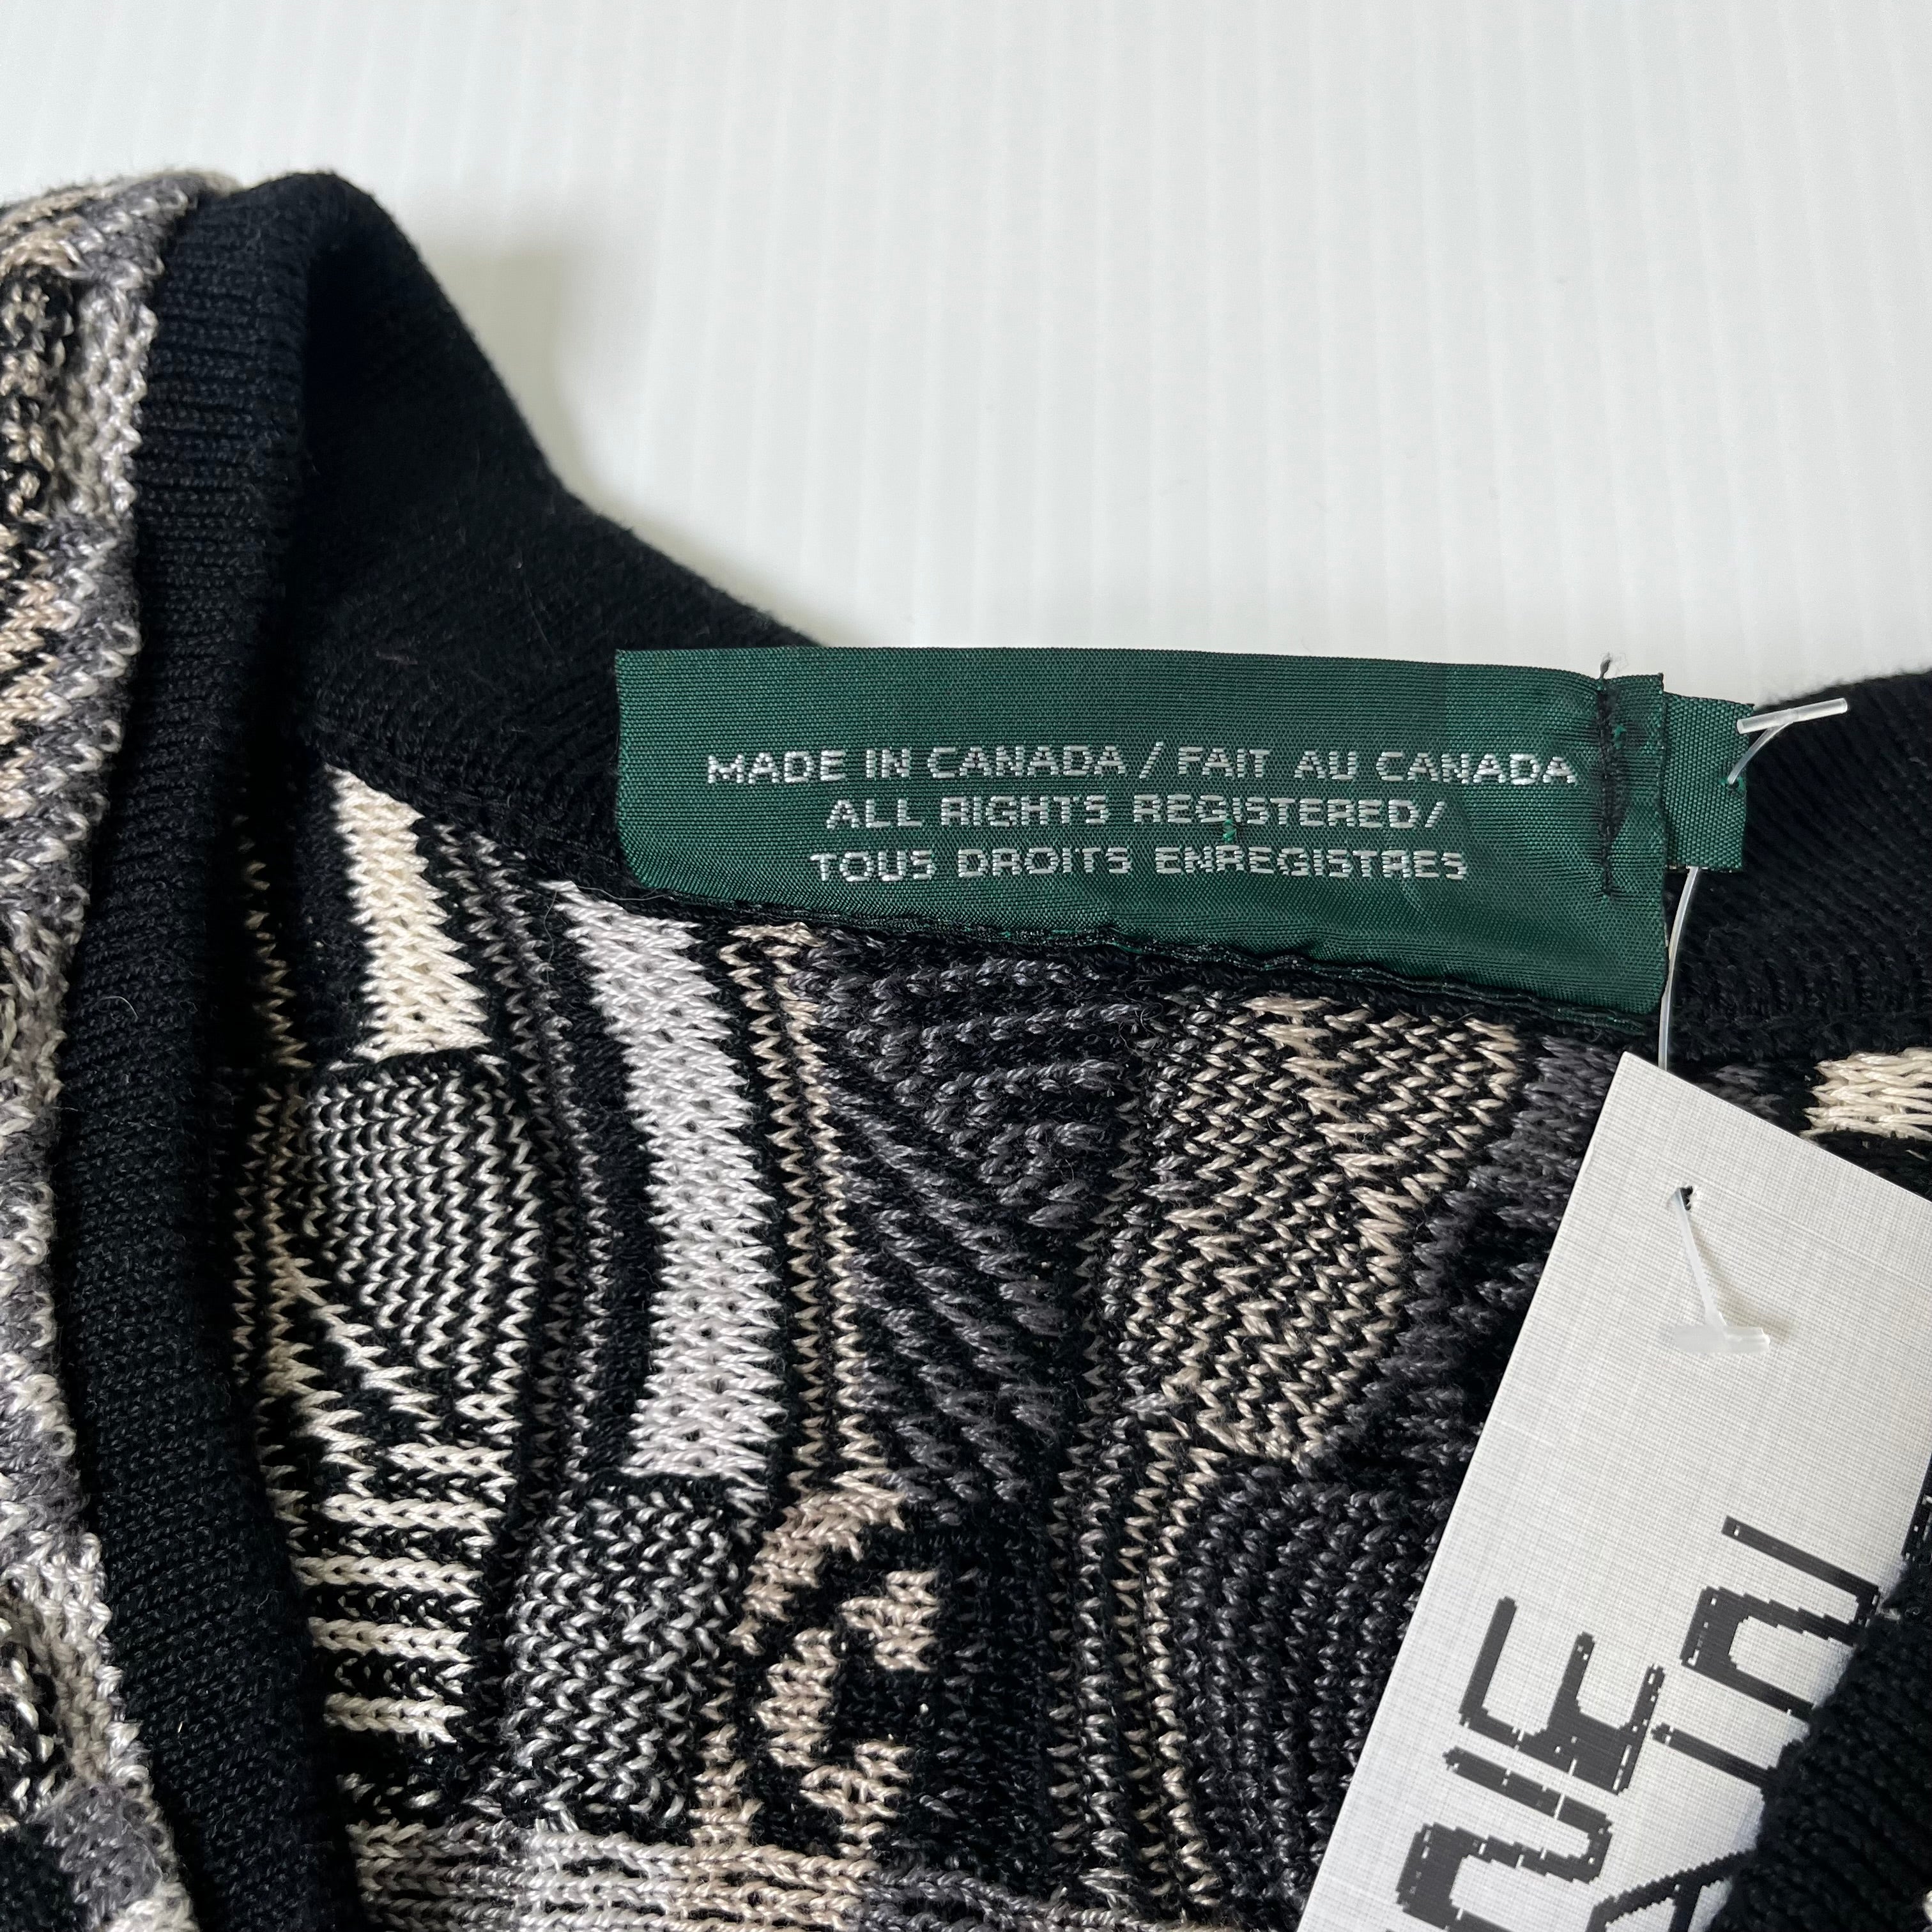 MADE IN CANADA / FAIT AU CANADA
ALL RIGHTS REGISTERED/
TOUS DROITS ENREGISTRES